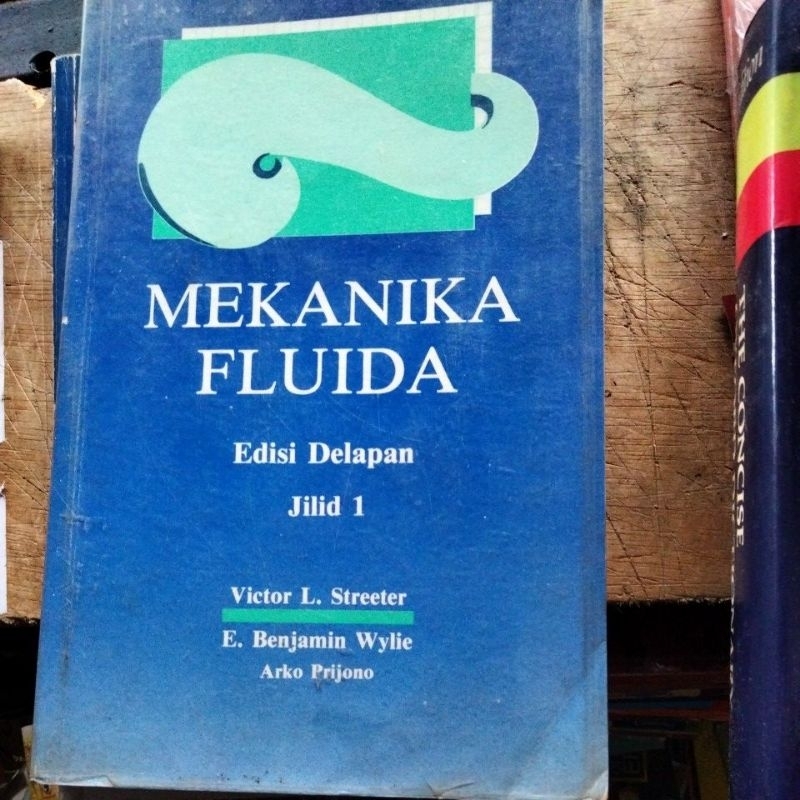 MEKANIKA
FLUIDA
Edisi Delapan
Jilid 1
Victor L. Streeter
E. Benjamin Wylie
Arko Prijono
THE CONCISE